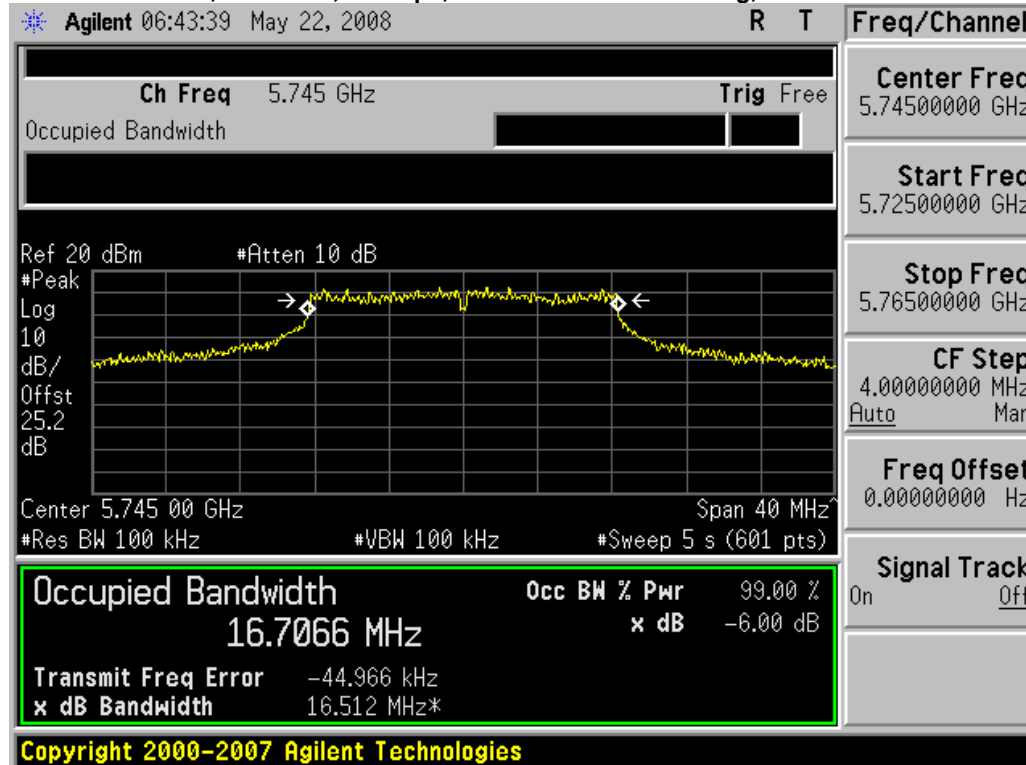 Agilent 06:43:39 May 22, 2008 R T Freq/Channel
Ch Freq 5.745 GHz Trig Free
Occupied Bandwidth
Center Freq
5.74500000 GHz
Start Freq
5.72500000 GHz
Stop Freq
5.76500000 GHz
CF Step
4.00000000 MHz
Auto Man
Freq Offset
0.00000000 Hz
Signal Track
On Off
Ref 20 dBm #Atten 10 dB
#Peak
Log
10
dB/
Offst
25.2
dB
Center 5.745 00 GHz Span 40 MHz^
#Res BW 100 kHz #VBW 100 kHz #Sweep 5 s (601 pts)
Occupied Bandwidth Occ BW % Pwr 99.00 %
16.7066 MHz x dB -6.00 dB
Transmit Freq Error -44.966 kHz
x dB Bandwidth 16.512 MHz*
Copyright 2000-2007 Agilent Technologies